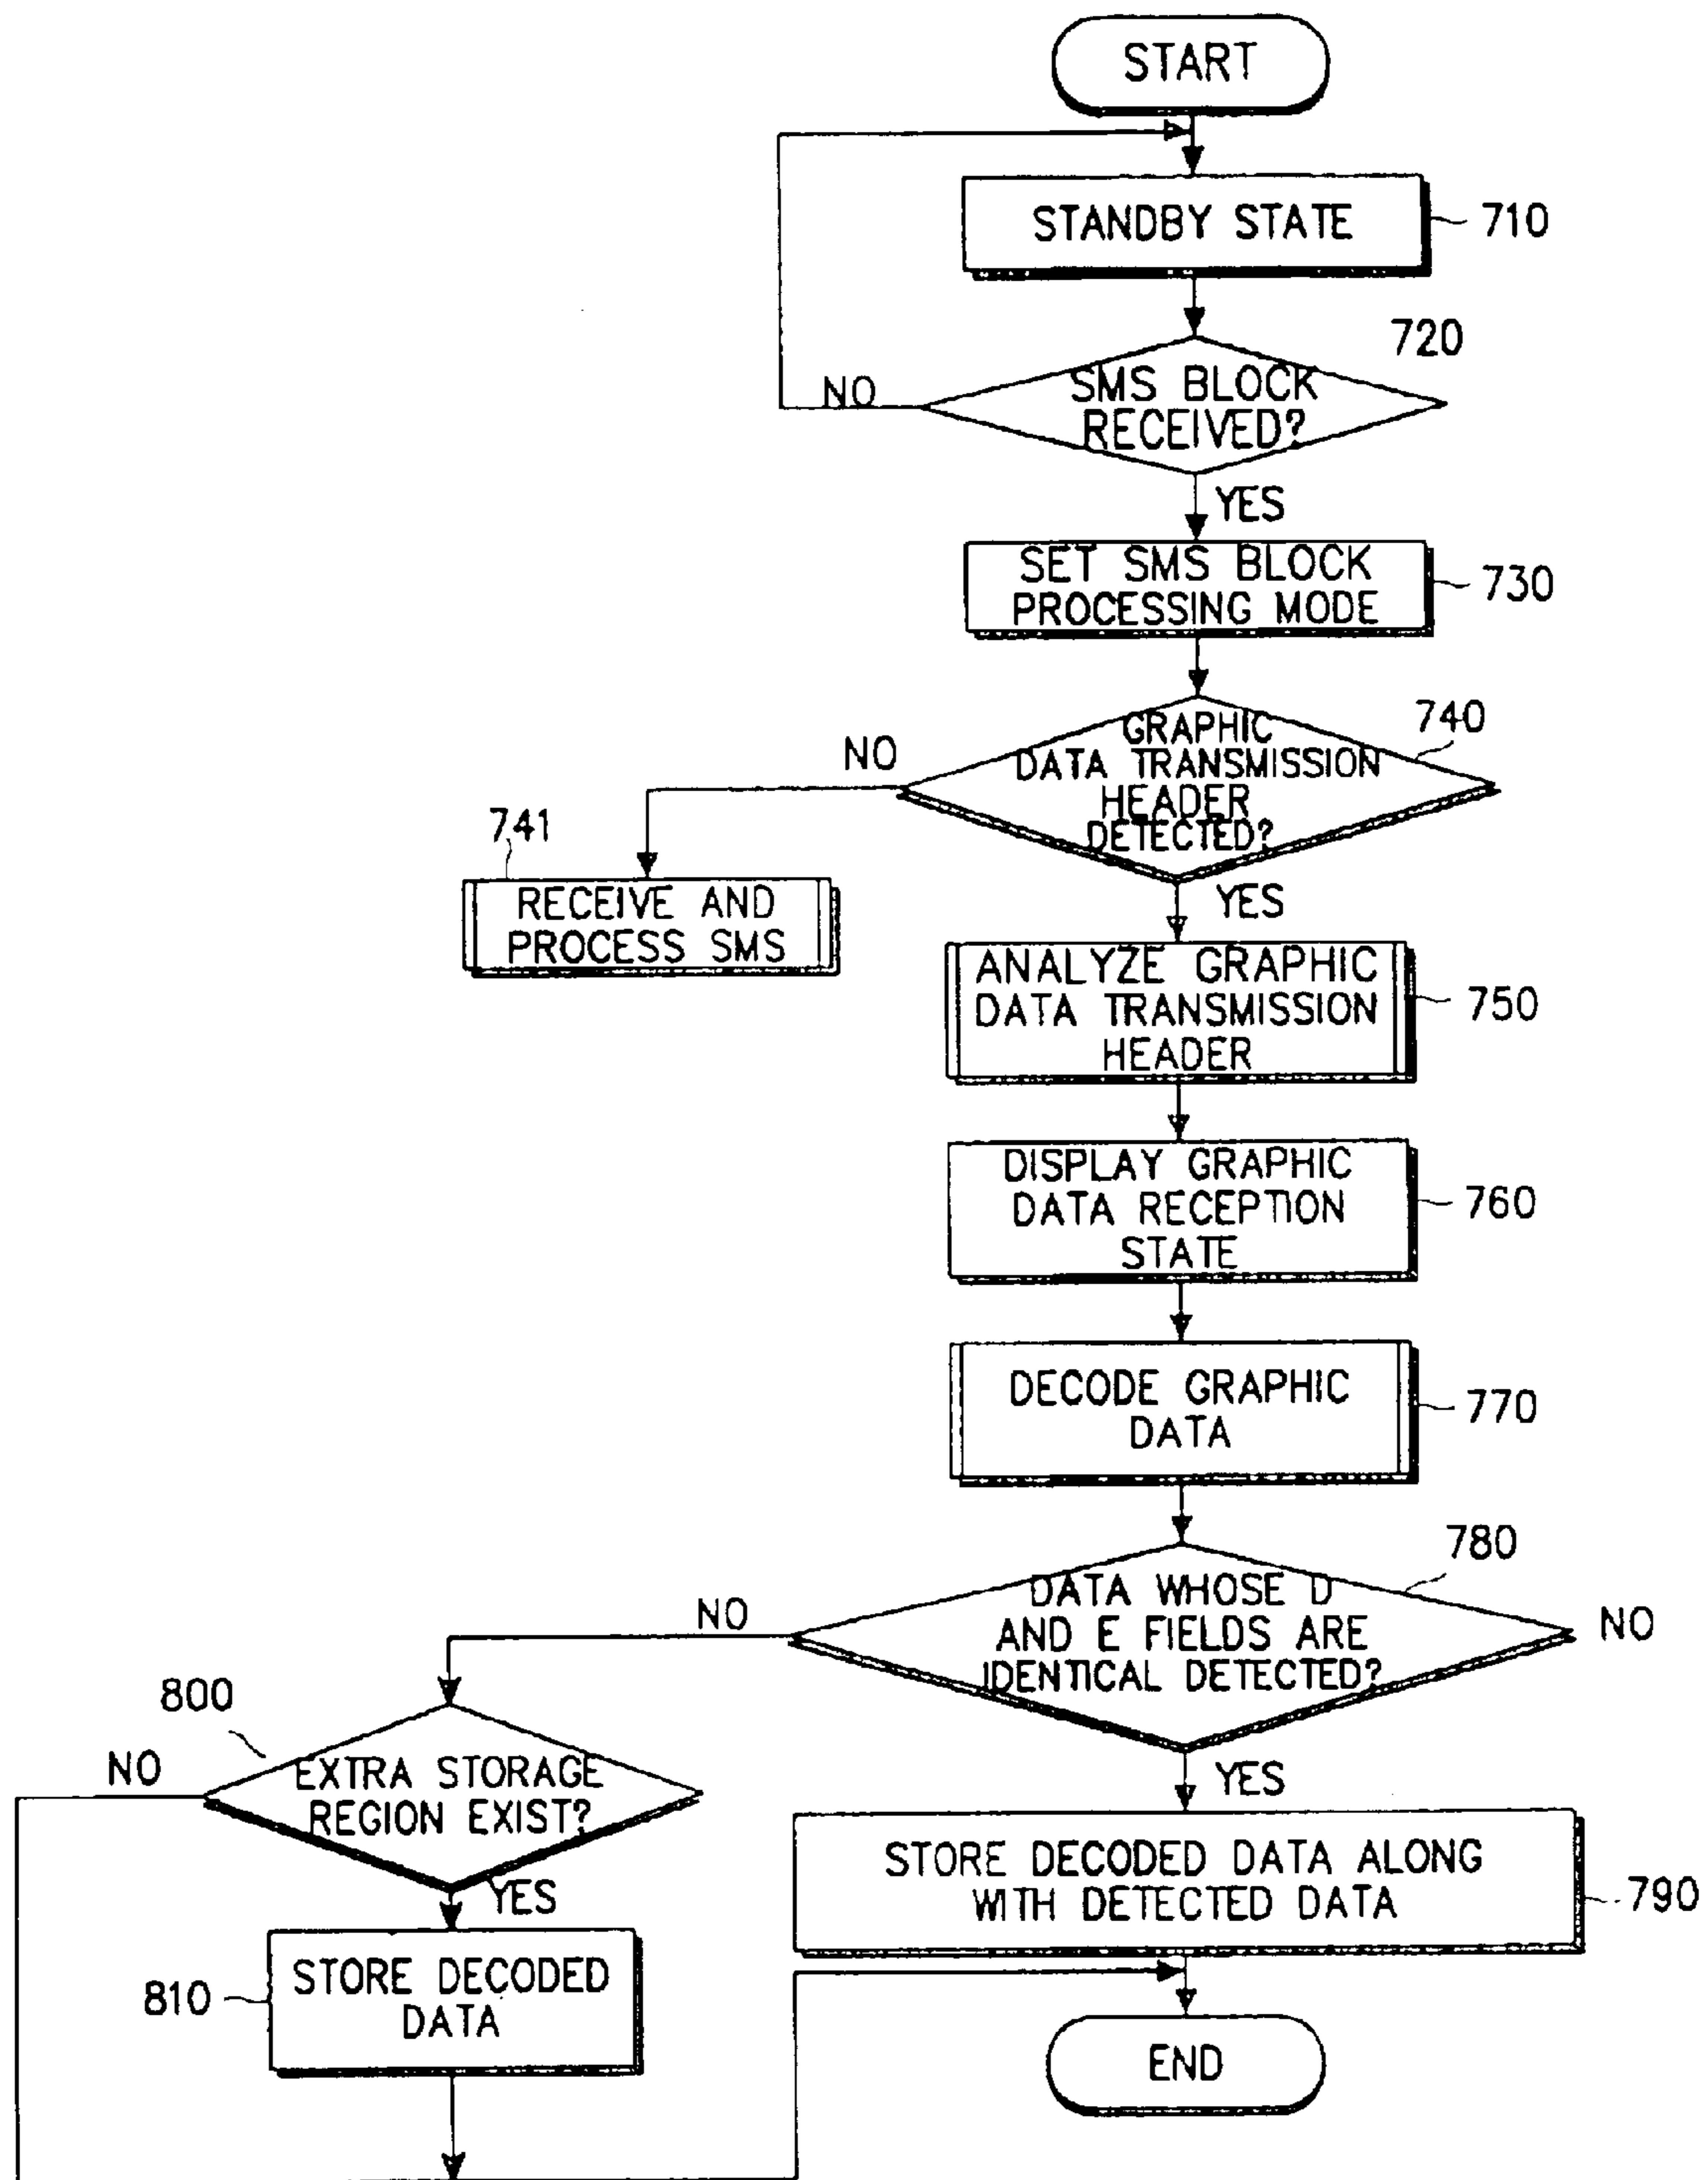 START
STANDBY STATE
710
720
SMS BLOCK
RECEIVED?
NO
YES
SET SMS BLOCK
PROCESSING MODE
730
GRAPHIC
DATA TRANSMISSION
HEADER
DETECTED?
740
NO
741
RECEIVE AND
PROCESS SMS
YES
ANALYZE GRAPHIC
DATA TRANSMISSION
HEADER
750
DISPLAY GRAPHIC
DATA RECEPTION
STATE
760
DECODE GRAPHIC
DATA
770
780
DATA WHOSE D
AND E FIELDS ARE
IDENTICAL DETECTED?
NO
NO
800
EXTRA STORAGE
REGION EXIST?
NO
YES
YES
STORE DECODED DATA ALONG
WITH DETECTED DATA
790
STORE DECODED
DATA
810
END